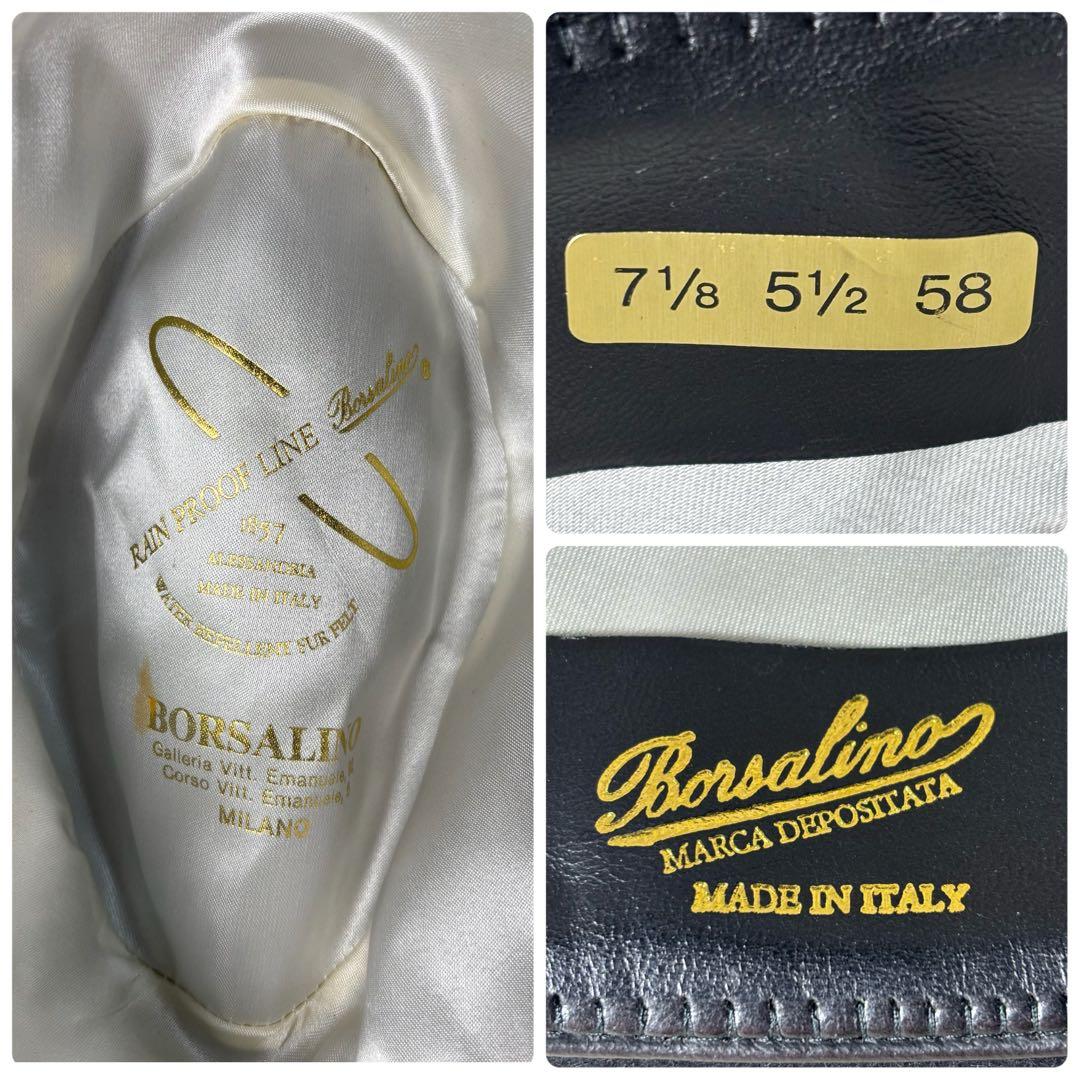 Borsalino®
RAIN PROOF LINE
1857
ALESSANDRIA
MADE IN ITALY
WATER REPELLENT FUR FELT
BORSALINO
Galleria Vitt. Emanuele,
Corso Vitt. Emanuele,
MILANO
7 1/8 5 1/2 58
Borsalino
MARCA DEPOSITATA
MADE IN ITALY